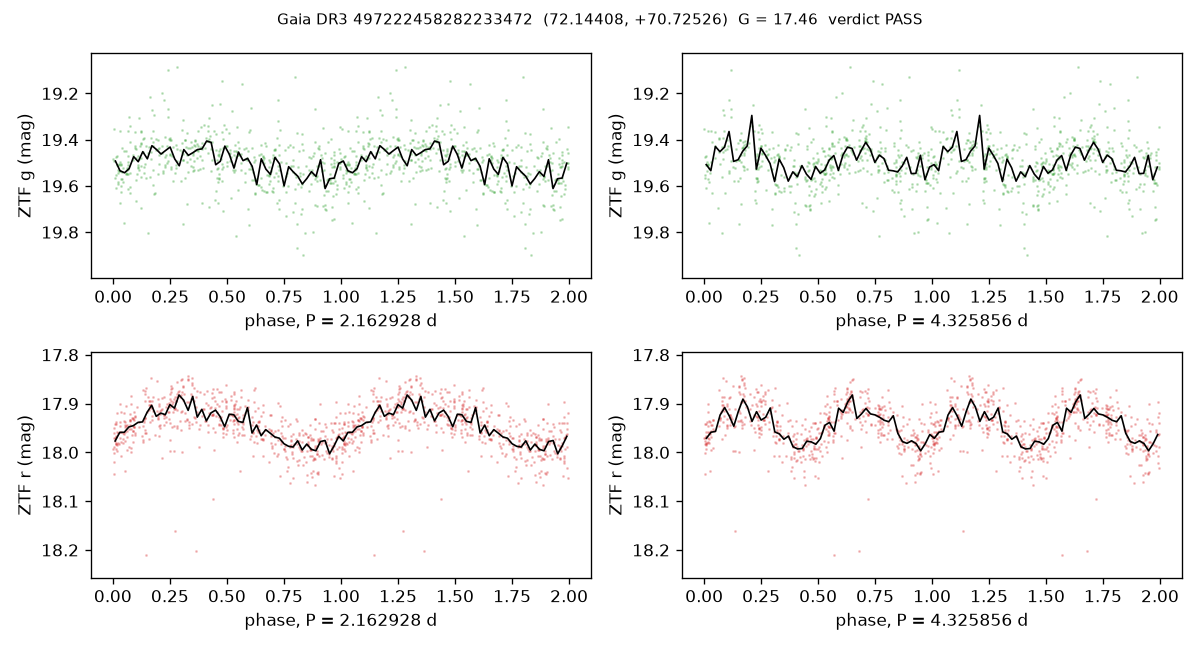 Gaia DR3 497222458282233472  (72.14408, +70.72526)  G = 17.46  verdict PASS
ZTF g (mag)
19.2
19.4
19.6
19.8
0.00 0.25 0.50 0.75 1.00 1.25 1.50 1.75 2.00
phase, P = 2.162928 d
ZTF g (mag)
19.2
19.4
19.6
19.8
0.00 0.25 0.50 0.75 1.00 1.25 1.50 1.75 2.00
phase, P = 4.325856 d
ZTF r (mag)
17.8
17.9
18.0
18.1
18.2
0.00 0.25 0.50 0.75 1.00 1.25 1.50 1.75 2.00
phase, P = 2.162928 d
ZTF r (mag)
17.8
17.9
18.0
18.1
18.2
0.00 0.25 0.50 0.75 1.00 1.25 1.50 1.75 2.00
phase, P = 4.325856 d